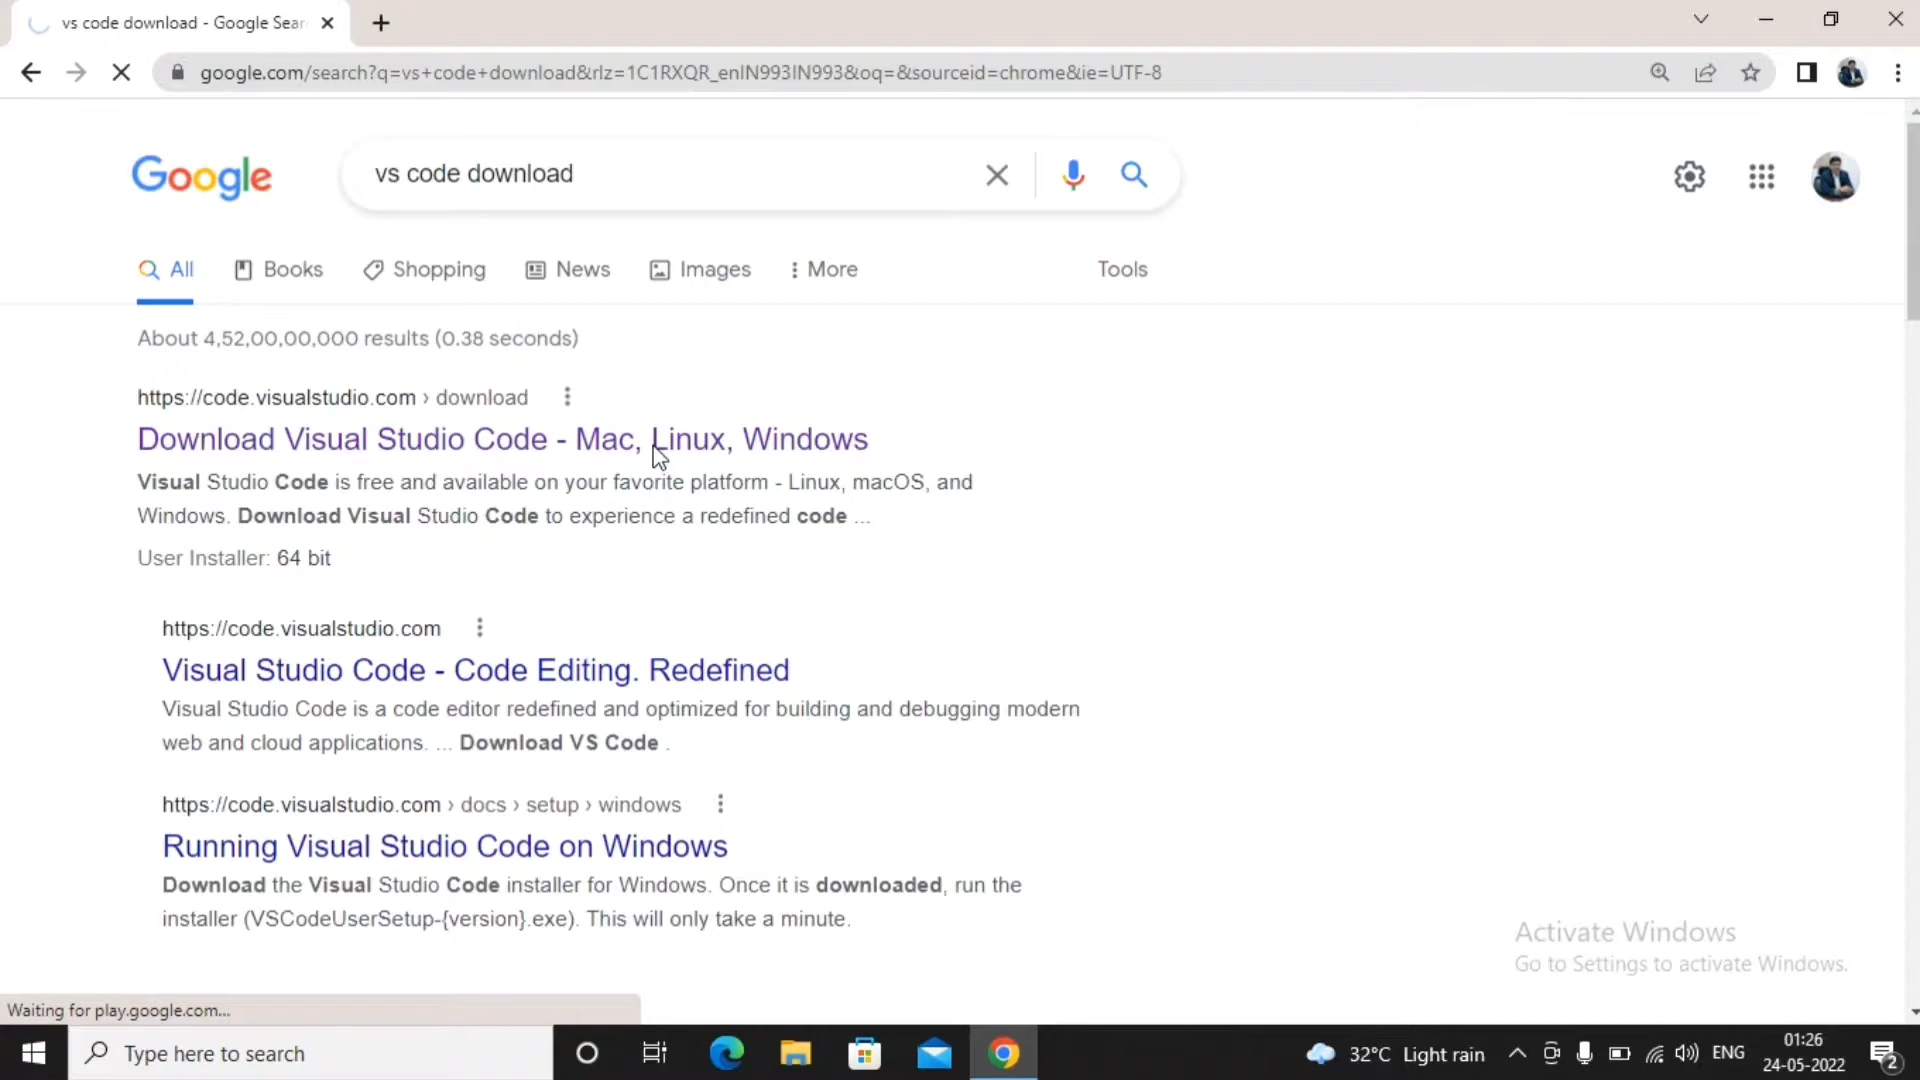 vs code download - Google Sear
google.com/search?q=vs+code+download&rlz=1C1RXQR_enIN993IN993&oq=&sourceid=chrome&ie=UTF-8
Google
vs code download
All Books Shopping News Images More Tools
About 4,52,00,00,000 results (0.38 seconds)
https://code.visualstudio.com › download
Download Visual Studio Code - Mac, Linux, Windows
Visual Studio Code is free and available on your favorite platform - Linux, macOS, and
Windows. Download Visual Studio Code to experience a redefined code ...
User Installer: 64 bit
https://code.visualstudio.com
Visual Studio Code - Code Editing. Redefined
Visual Studio Code is a code editor redefined and optimized for building and debugging modern
web and cloud applications. ... Download VS Code .
https://code.visualstudio.com › docs › setup › windows
Running Visual Studio Code on Windows
Download the Visual Studio Code installer for Windows. Once it is downloaded, run the
installer (VSCodeUserSetup-{version}.exe). This will only take a minute.
Activate Windows
Go to Settings to activate Windows.
Waiting for play.google.com...
Type here to search
32°C Light rain
ENG
01:26
24-05-2022
2